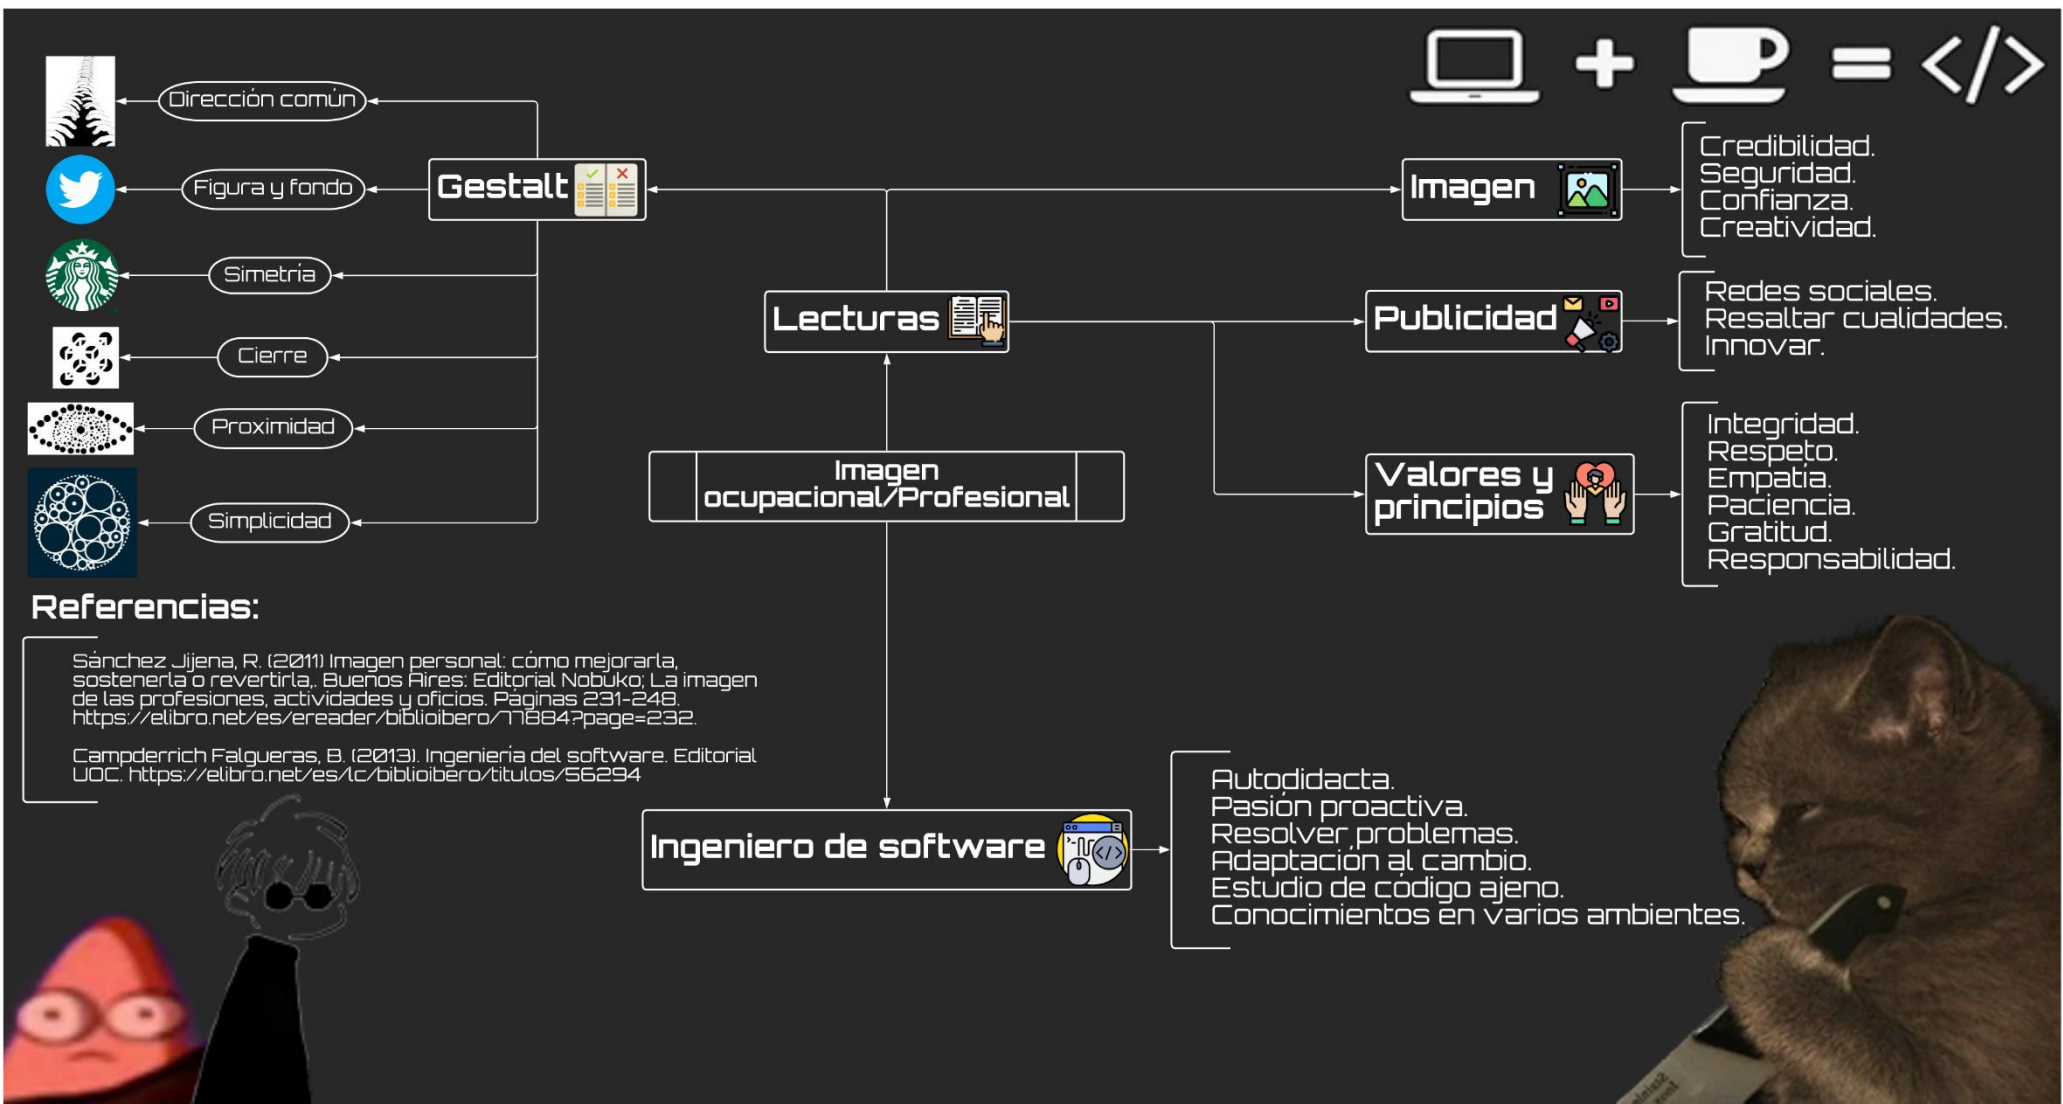 Dirección común
Figura y fondo
Simetría
Cierre
Proximidad
Simplicidad
Gestalt
Lecturas
Imagen
ocupacional/Profesional
Imagen
Credibilidad.
Seguridad.
Confianza.
Creatividad.
Publicidad
Redes sociales.
Resaltar cualidades.
Innovar.
Valores y
principios
Integridad.
Respeto.
Empatía.
Paciencia.
Gratitud.
Responsabilidad.
Referencias:
Sánchez Jijena, R. (2011) Imagen personal: cómo mejorarla,
sostenerla o revertirla,. Buenos Aires: Editorial Nobuko; La imagen
de las profesiones, actividades y oficios. Páginas 231-248.
https://elibro.net/es/ereader/biblioibero/77884?page=232.
Campderrich Falgueras, B. (2013). Ingeniería del software. Editorial
UOC. https://elibro.net/es/lc/biblioibero/titulos/56294
Ingeniero de software
Autodidacta.
Pasión proactiva.
Resolver problemas.
Adaptación al cambio.
Estudio de código ajeno.
Conocimientos en varios ambientes.